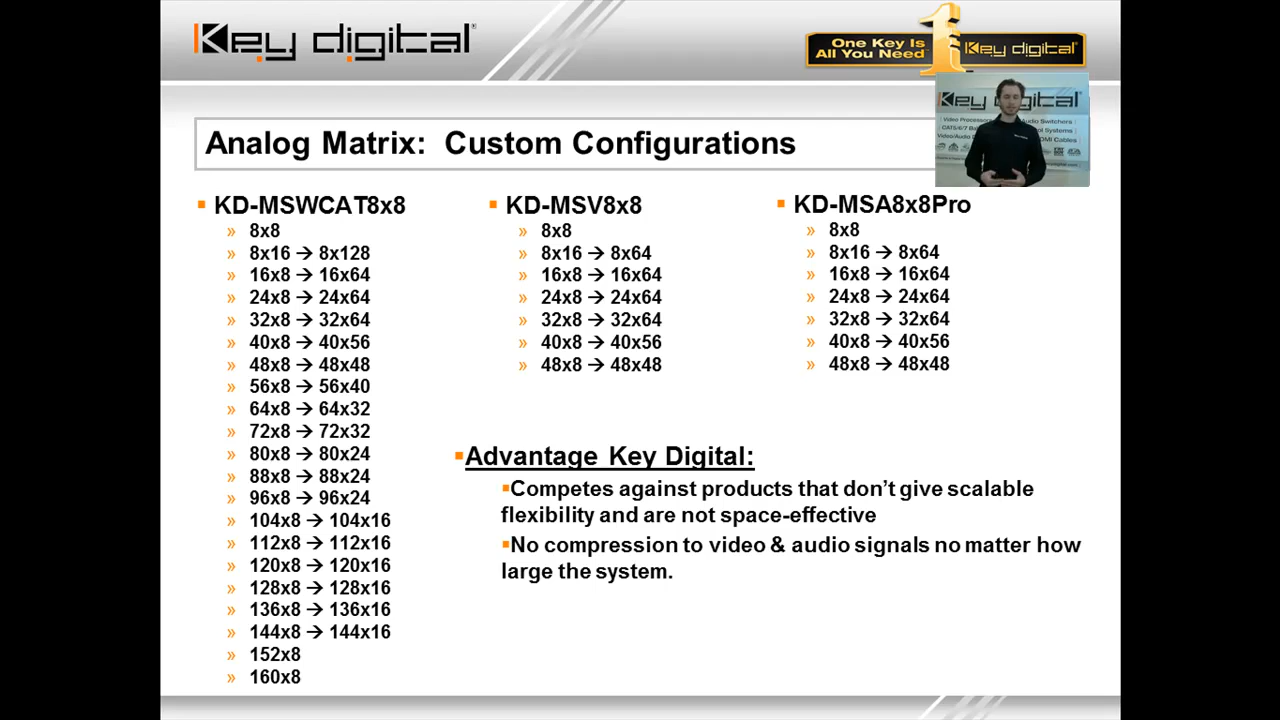 Key digital
One Key Is
All You Need
Key digital
Key digital
Analog Matrix: Custom Configurations
KD-MSWCAT8x8
8x8
8x16 → 8x128
16x8 → 16x64
24x8 → 24x64
32x8 → 32x64
40x8 → 40x56
48x8 → 48x48
56x8 → 56x40
64x8 → 64x32
72x8 → 72x32
80x8 → 80x24
88x8 → 88x24
96x8 → 96x24
104x8 → 104x16
112x8 → 112x16
120x8 → 120x16
128x8 → 128x16
136x8 → 136x16
144x8 → 144x16
152x8
160x8
KD-MSV8x8
8x8
8x16 → 8x64
16x8 → 16x64
24x8 → 24x64
32x8 → 32x64
40x8 → 40x56
48x8 → 48x48
KD-MSA8x8Pro
8x8
8x16 → 8x64
16x8 → 16x64
24x8 → 24x64
32x8 → 32x64
40x8 → 40x56
48x8 → 48x48
Advantage Key Digital:
Competes against products that don’t give scalable
flexibility and are not space-effective
No compression to video & audio signals no matter how
large the system.